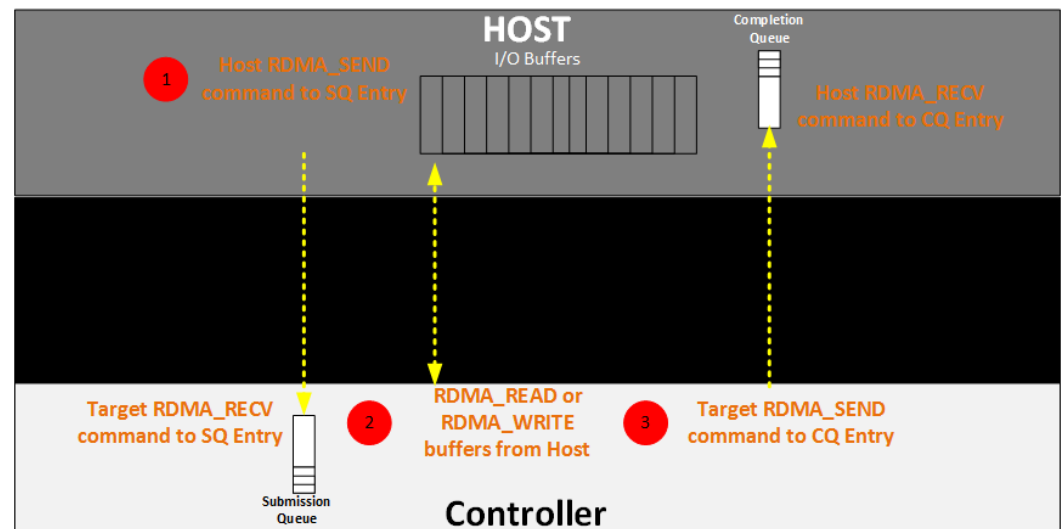 HOST
I/O Buffers
Completion
Queue
1
Host RDMA_SEND
command to SQ Entry
Host RDMA_RECV
command to CQ Entry
Target RDMA_RECV
command to SQ Entry
2
RDMA_READ or
RDMA_WRITE
buffers from Host
3
Target RDMA_SEND
command to CQ Entry
Submission
Queue
Controller